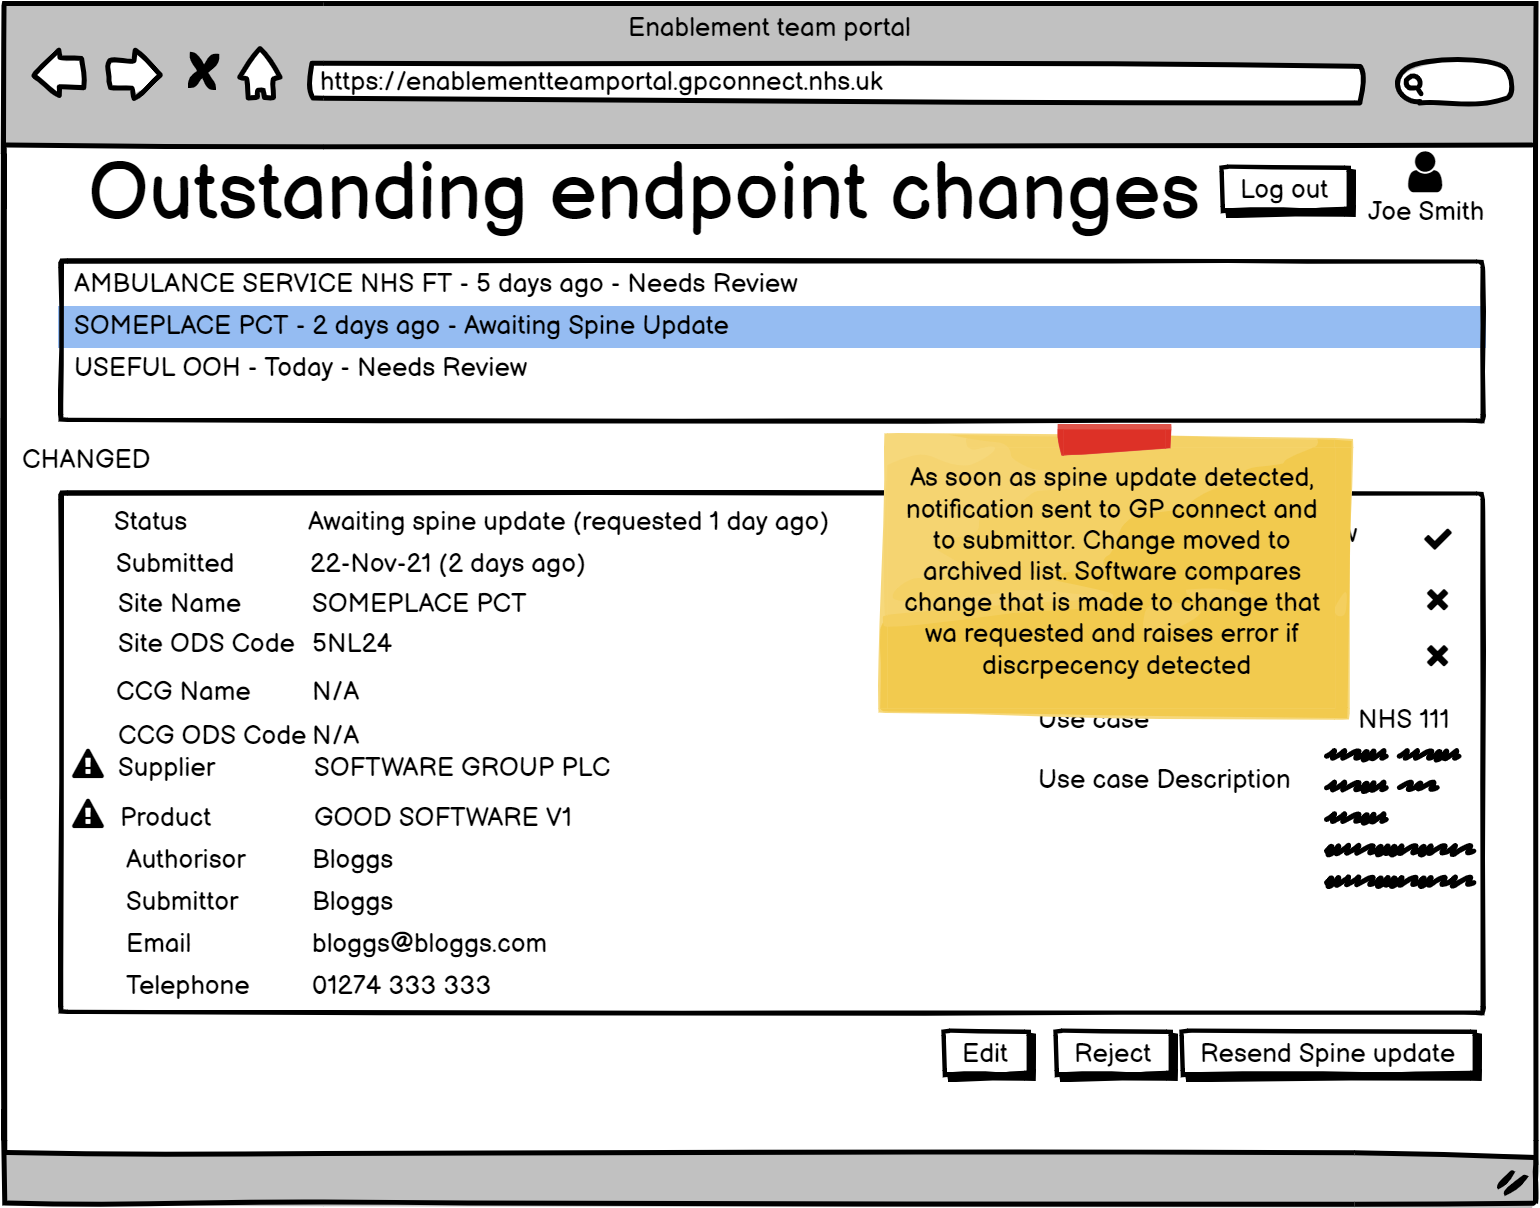 Enablement team portal
https://enablementteamportal.gpconnect.nhs.uk
Outstanding endpoint changes
Log out
Joe Smith
AMBULANCE SERVICE NHS FT - 5 days ago - Needs Review
SOMEPLACE PCT - 2 days ago - Awaiting Spine Update
USEFUL OOH - Today - Needs Review
CHANGED
Status Awaiting spine update (requested 1 day ago)
Submitted 22-Nov-21 (2 days ago)
Site Name SOMEPLACE PCT
Site ODS Code 5NL24
CCG Name N/A
CCG ODS Code N/A
Supplier SOFTWARE GROUP PLC
Product GOOD SOFTWARE V1
Authorisor Bloggs
Submittor Bloggs
Email bloggs@bloggs.com
Telephone 01274 333 333
As soon as spine update detected,
notification sent to GP connect and
to submittor. Change moved to
archived list. Software compares
change that is made to change that
wa requested and raises error if
discrpecency detected
Use case NHS 111
Use case Description
Edit
Reject
Resend Spine update